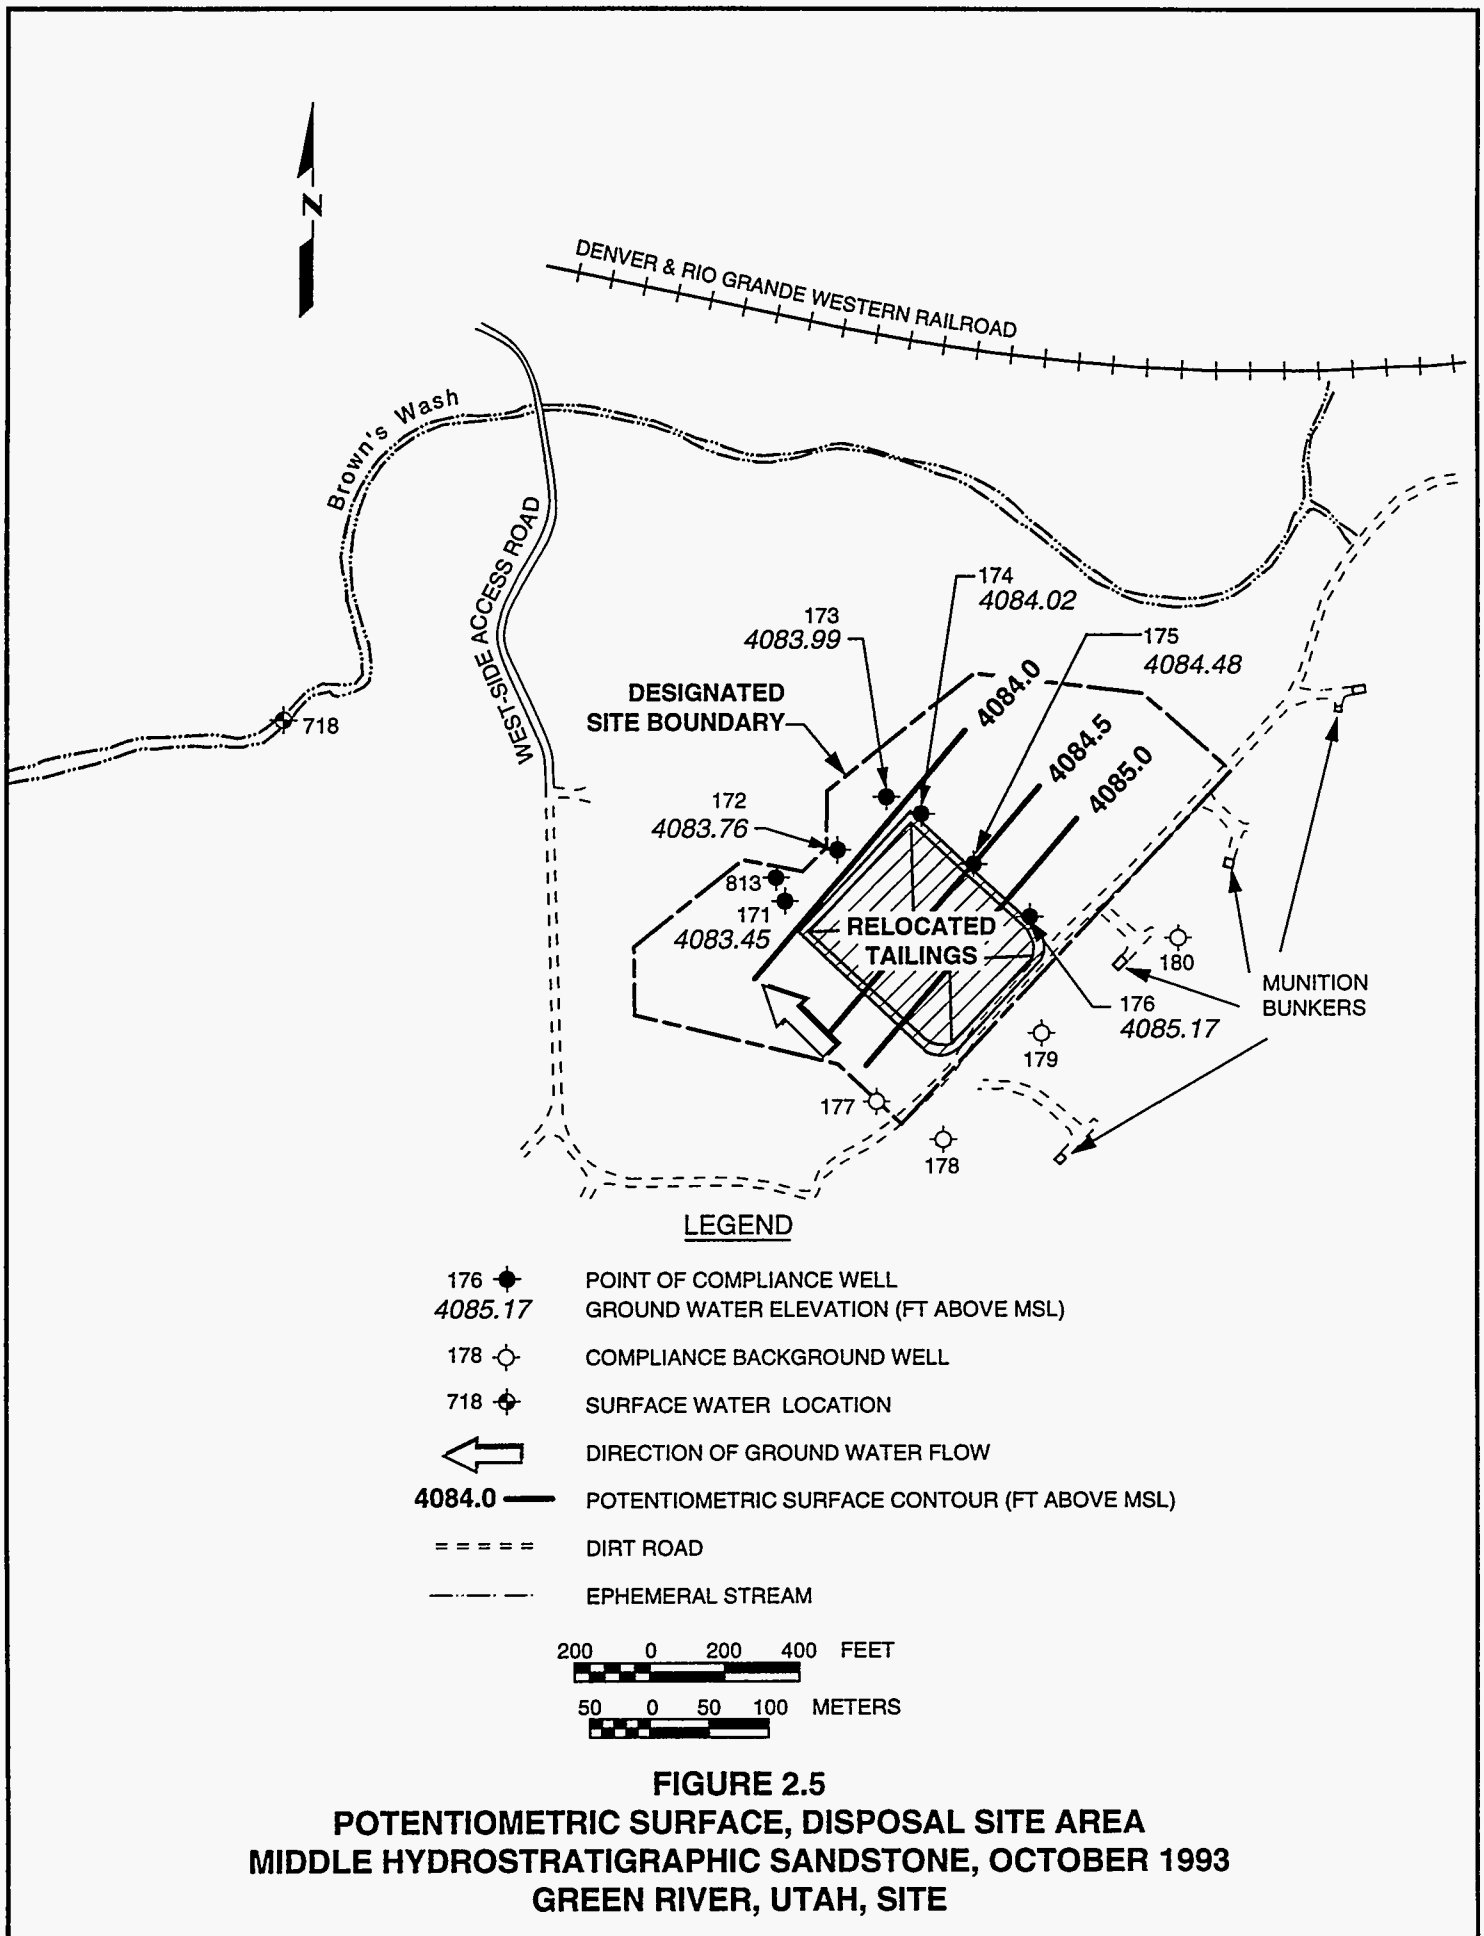 N
DENVER & RIO GRANDE WESTERN RAILROAD
Brown's Wash
WEST-SIDE ACCESS ROAD
174
4084.02
173
4083.99
175
4084.48
DESIGNATED
SITE BOUNDARY
4084.0
4084.5
4085.0
718
172
4083.76
813
171
4083.45
RELOCATED
TAILINGS
180
MUNITION
BUNKERS
176
4085.17
179
177
178
LEGEND
176
POINT OF COMPLIANCE WELL
4085.17
GROUND WATER ELEVATION (FT ABOVE MSL)
178
COMPLIANCE BACKGROUND WELL
718
SURFACE WATER LOCATION
DIRECTION OF GROUND WATER FLOW
4084.0
POTENTIOMETRIC SURFACE CONTOUR (FT ABOVE MSL)
DIRT ROAD
EPHEMERAL STREAM
200 0 200 400 FEET
50 0 50 100 METERS
FIGURE 2.5
POTENTIOMETRIC SURFACE, DISPOSAL SITE AREA
MIDDLE HYDROSTRATIGRAPHIC SANDSTONE, OCTOBER 1993
GREEN RIVER, UTAH, SITE